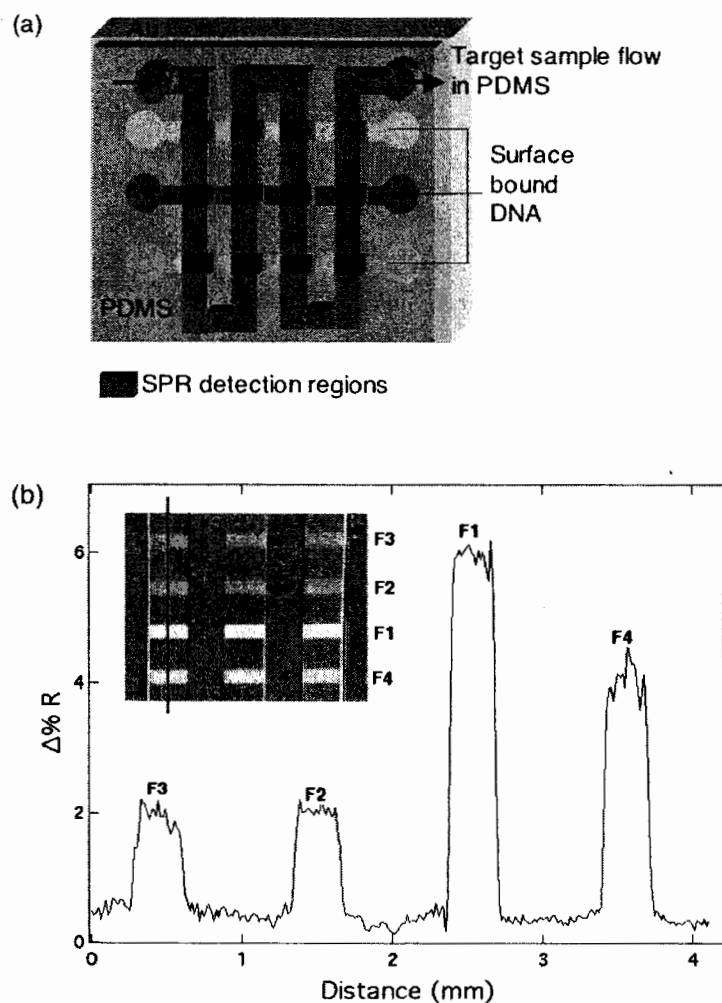 (a)
Au
Target sample flow
in PDMS
Surface
bound
DNA
PDMS
SPR detection regions
(b)
F3
F2
F1
F4
F1
F4
F3
F2
6
4
2
0
Δ% R
0 1 2 3 4
Distance (mm)